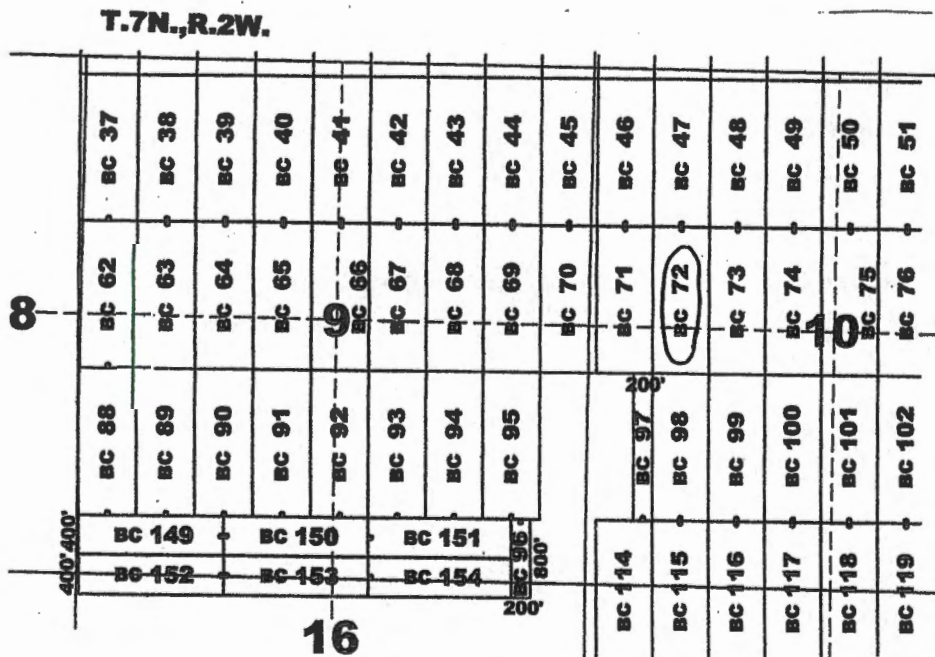 T.7N.,R.2W.
BC 37 BC 38 BC 39 BC 40 BC 41 BC 42 BC 43 BC 44 BC 45 BC 46 BC 47 BC 48 BC 49 BC 50 BC 51
BC 62 BC 63 BC 64 BC 65 BC 66 BC 67 BC 68 BC 69 BC 70 BC 71 BC 72 BC 73 BC 74 BC 75 BC 76
8 9 10
200'
BC 88 BC 89 BC 90 BC 91 BC 92 BC 93 BC 94 BC 95 BC 97 BC 98 BC 99 BC 100 BC 101 BC 102
400' BC 149 BC 150 BC 151 BC 96 800'
400' BC 152 BC 153 BC 154
BC 114 BC 115 BC 116 BC 117 BC 118 BC 119
200'
16